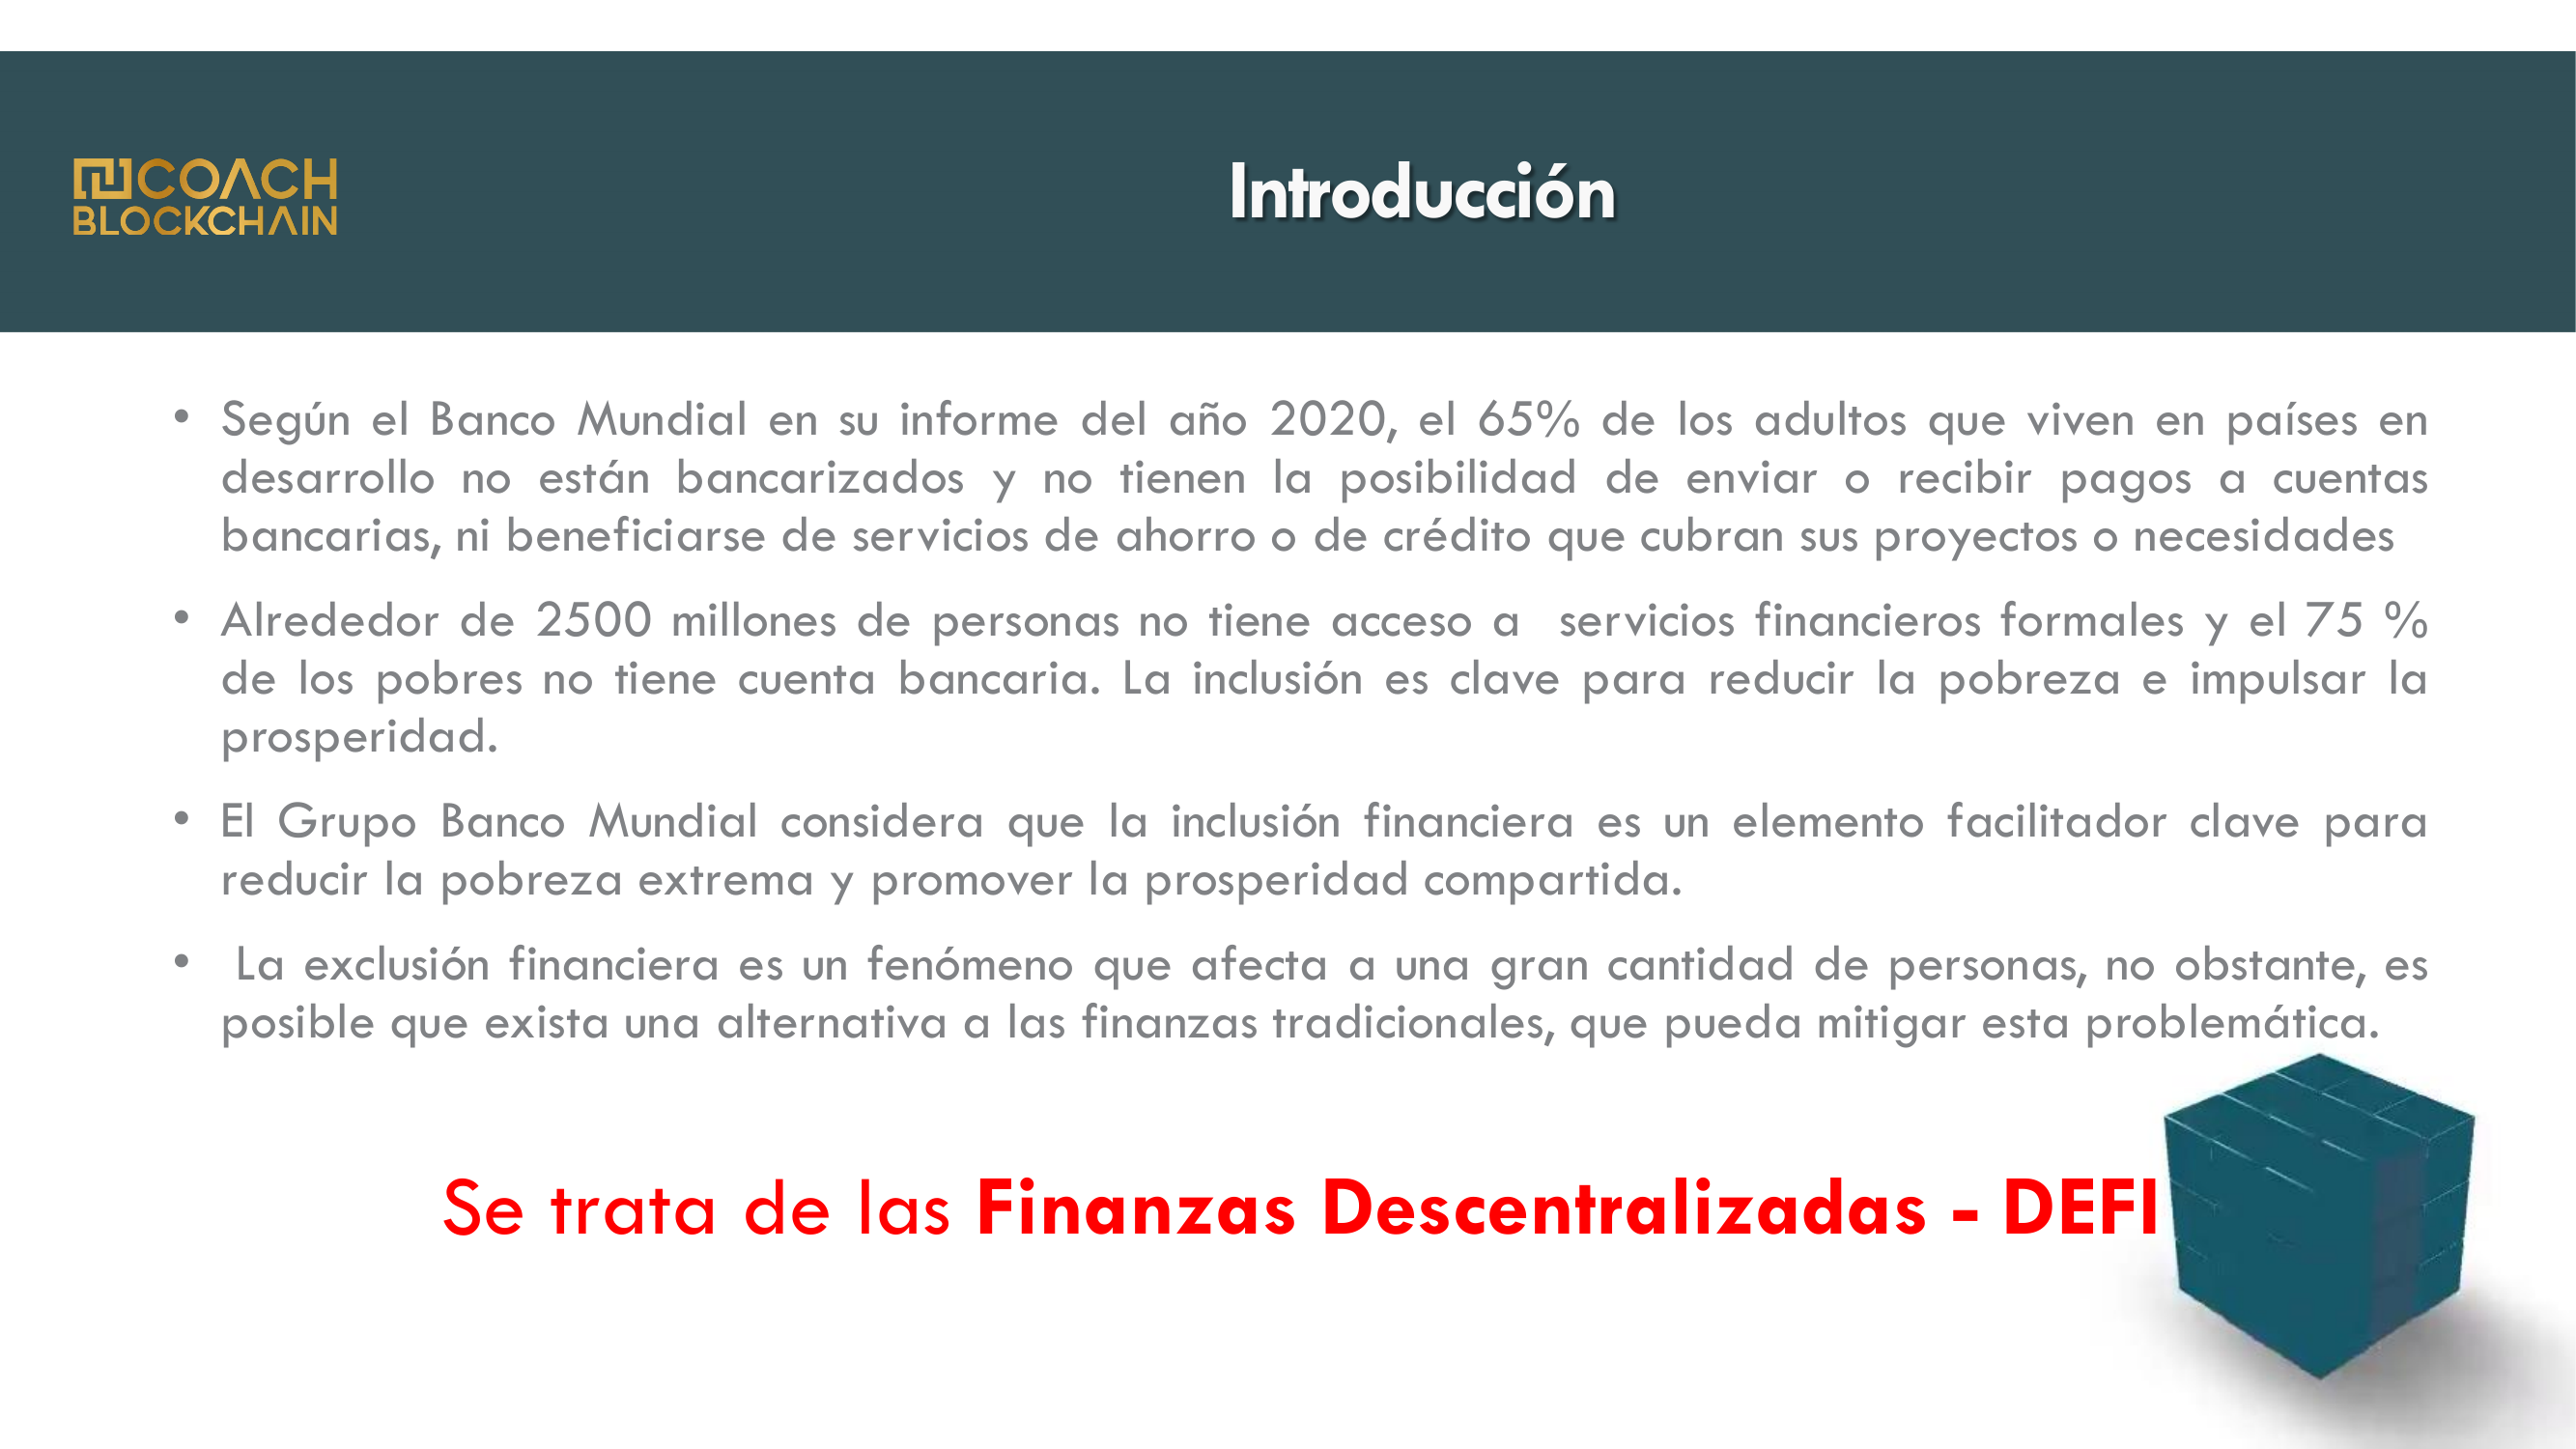 COACH
BLOCKCHAIN
Introducción
• Según el Banco Mundial en su informe del año 2020, el 65% de los adultos que viven en países en
desarrollo no están bancarizados y no tienen la posibilidad de enviar o recibir pagos a cuentas
bancarias, ni beneficiarse de servicios de ahorro o de crédito que cubran sus proyectos o necesidades
• Alrededor de 2500 millones de personas no tiene acceso a servicios financieros formales y el 75 %
de los pobres no tiene cuenta bancaria. La inclusión es clave para reducir la pobreza e impulsar la
prosperidad.
• El Grupo Banco Mundial considera que la inclusión financiera es un elemento facilitador clave para
reducir la pobreza extrema y promover la prosperidad compartida.
• La exclusión financiera es un fenómeno que afecta a una gran cantidad de personas, no obstante, es
posible que exista una alternativa a las finanzas tradicionales, que pueda mitigar esta problemática.
Se trata de las Finanzas Descentralizadas - DEFI